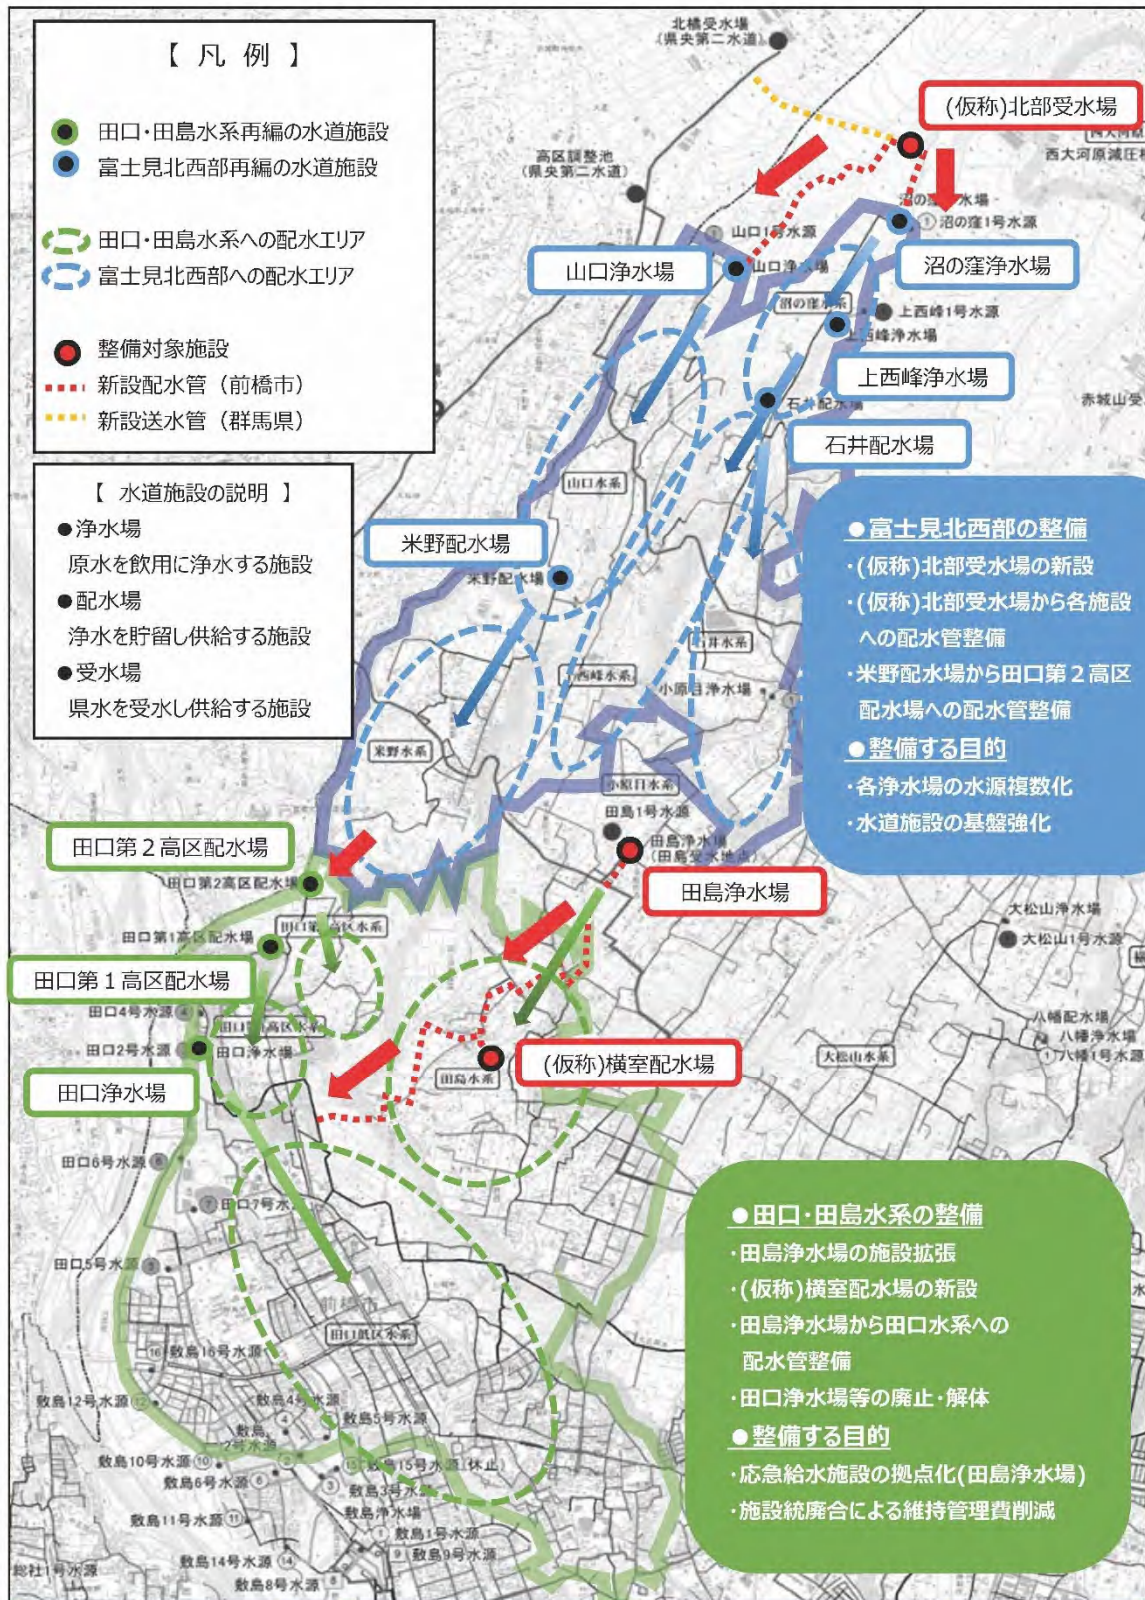 【 凡 例 】
田口・田島水系再編の水道施設
富士見北西部再編の水道施設
田口・田島水系への配水エリア
富士見北西部への配水エリア
整備対象施設
新設配水管（前橋市）
新設送水管（群馬県）
【 水道施設の説明 】
●浄水場
原水を飲用に浄水する施設
●配水場
浄水を貯留し供給する施設
●受水場
県水を受水し供給する施設
北橘受水場
（県央第二水道）
(仮称)北部受水場
西大河原減圧
高区調整池
（県央第二水道）
沼の窪1号水源
山口1号水源
山口浄水場
山口浄水場
沼の窪浄水場
沼の窪水系
上西峰1号水源
上西峰浄水場
上西峰浄水場
赤城山受
石井配水場
石井配水場
山口水系
米野配水場
米野配水場
石井水系
上西峰水系
小原目浄水場
米野水系
小原目水系
●富士見北西部の整備
・(仮称)北部受水場の新設
・(仮称)北部受水場から各施設
への配水管整備
・米野配水場から田口第２高区
配水場への配水管整備
●整備する目的
・各浄水場の水源複数化
・水道施設の基盤強化
田島1号水源
田島浄水場
（田島受水地点）
田島浄水場
田口第２高区配水場
田口第2高区配水場
田口第1高区配水場
田口第１高区配水場
田口4号水源
田口2号水源
田口浄水場
田口浄水場
大松山浄水場
大松山1号水源
八幡配水場
八幡浄水場
八幡1号水源
大松山水系
(仮称)横室配水場
田島水系
田口6号水源
田口7号水
田口5号水源
前橋市
田口低区水系
16 敷島16号水源
敷島12号水源 12
敷島4号水源
敷島5号水源
2号水源
敷島10号水源 10
敷島15号水源(休止)
敷島6号水源
敷島3号水源
敷島浄水場
敷島11号水源 11
敷島1号水源
敷島9号水源
敷島14号水源 14
敷島8号水源
総社1号水源
●田口・田島水系の整備
・田島浄水場の施設拡張
・(仮称)横室配水場の新設
・田島浄水場から田口水系への
配水管整備
・田口浄水場等の廃止・解体
●整備する目的
・応急給水施設の拠点化(田島浄水場)
・施設統廃合による維持管理費削減